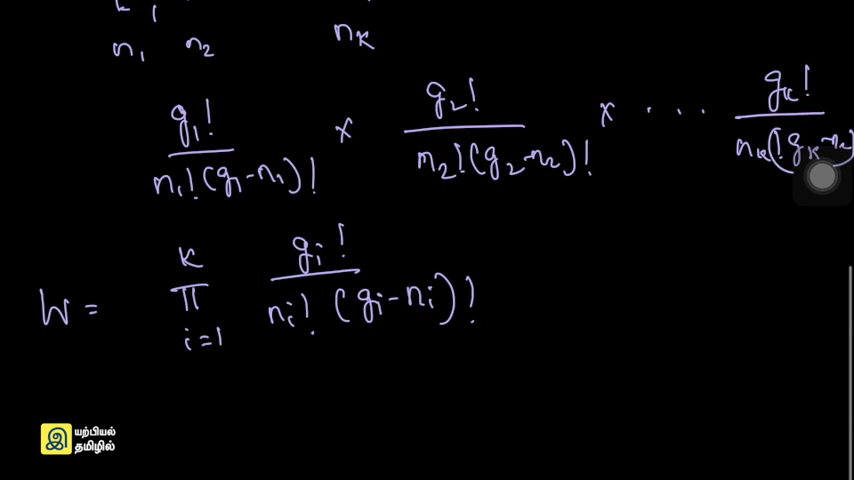 n₁ n₂ nₖ
g₁! / n₁!(g₁-n₁)! × g₂! / n₂!(g₂-n₂)! × ... gₖ! / nₖ(!gₖ-nₖ)
W = k π i=1 gᵢ! / nᵢ!(gᵢ-nᵢ)!
இயற்பியல்
தமிழில்